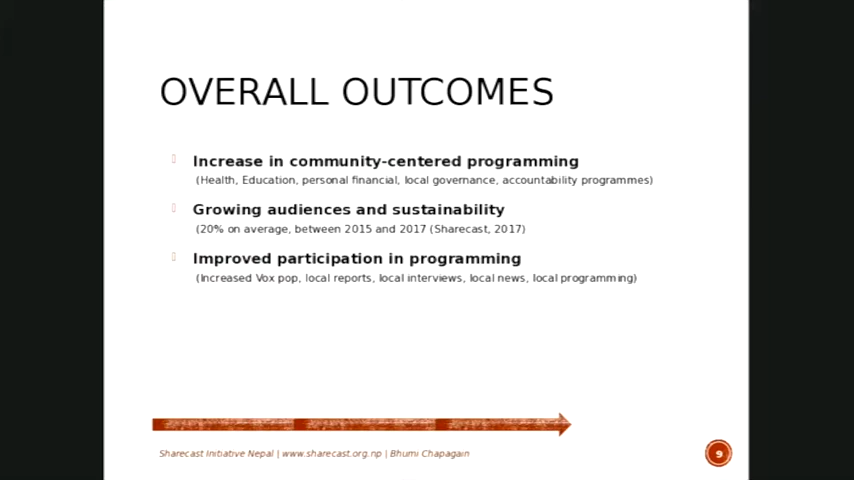 OVERALL OUTCOMES
Increase in community-centered programming
(Health, Education, personal financial, local governance, accountability programmes)
Growing audiences and sustainability
(20% on average, between 2015 and 2017 (Sharecast, 2017)
Improved participation in programming
(Increased Vox pop, local reports, local interviews, local news, local programming)
Sharecast Initiative Nepal | www.sharecast.org.np | Bhumi Chapagain
9